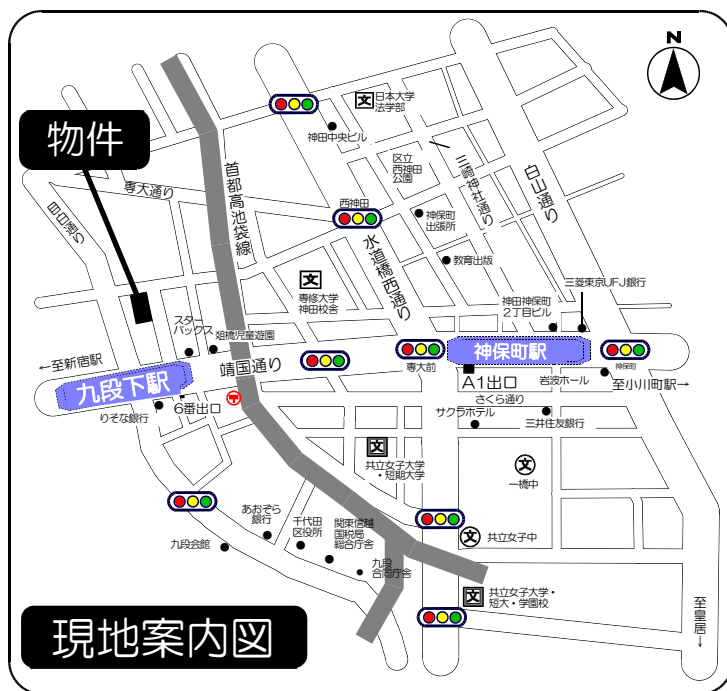 N
日本大学
法学部
神田中央ビル
物件
首都高池袋線
区立
西神田
公園
三崎神社通り
白山通り
専大通り
目白通り
西神田
神保町
出張所
水道橋西通り
教育出版
専修大学
神田校舎
三菱東京UFJ銀行
神田神保町
2丁目ビル
スター
バックス
俎橋児童遊園
←至新宿駅
靖国通り
専大前
神保町駅
神保町
九段下駅
A1出口
岩波ホール
至小川町駅→
6番出口
さくら通り
りそな銀行
サクラホテル
三井住友銀行
共立女子大学
・短期大学
一橋中
あおぞら
銀行
千代田
区役所
関東信越
国税局
総合庁舎
九段会館
共立女子中
九段
合同庁舎
共立女子大学・
短大・学園校
至皇居→
現地案内図